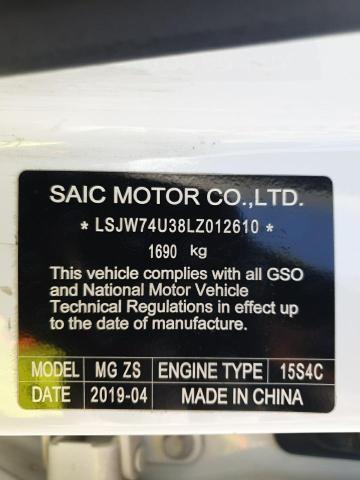 SAIC MOTOR CO.,LTD.
* LSJW74U38LZ012610 *
1690 kg
This vehicle complies with all GSO
and National Motor Vehicle
Technical Regulations in effect up
to the date of manufacture.
MODEL MG ZS ENGINE TYPE 15S4C
DATE 2019-04 MADE IN CHINA